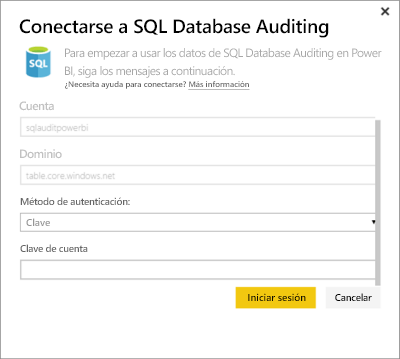 Conectarse a SQL Database Auditing
SQL
Para empezar a usar los datos de SQL Database Auditing en Power
BI, siga los mensajes a continuación.
¿Necesita ayuda para conectarse? Más información
Cuenta
sqlauditpowerbi
Dominio
table.core.windows.net
Método de autenticación:
Clave
Clave de cuenta
Iniciar sesión Cancelar